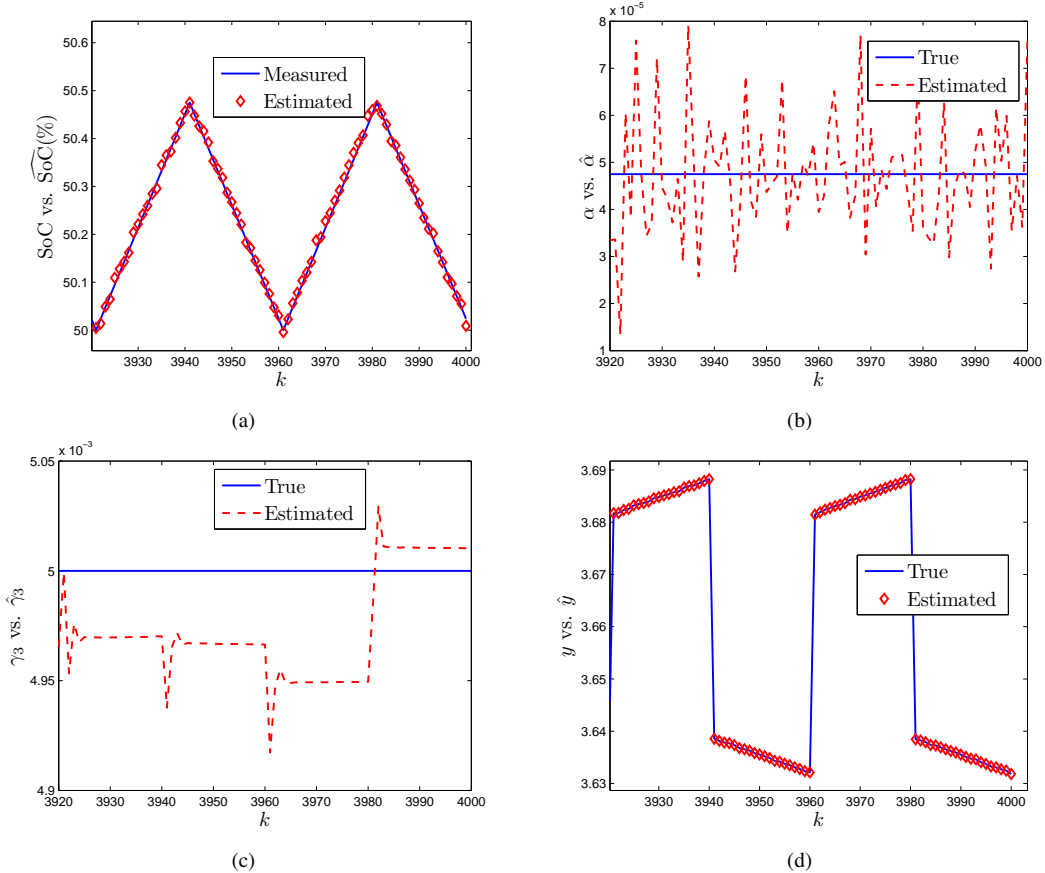 50.6
50.5
50.4
50.3
50.2
50.1
50
SoC vs. \widehat{SoC}(%)
Measured
Estimated
3930 3940 3950 3960 3970 3980 3990 4000
k
(a)
x 10⁻⁵
8
7
6
5
4
3
2
1
α vs. α̂
True
Estimated
3920 3930 3940 3950 3960 3970 3980 3990 4000
k
(b)
x 10⁻³
5.05
5
4.95
4.9
γ₃ vs. γ̂₃
True
Estimated
3920 3930 3940 3950 3960 3970 3980 3990 4000
k
(c)
3.69
3.68
3.67
3.66
3.65
3.64
3.63
y vs. ŷ
True
Estimated
3930 3940 3950 3960 3970 3980 3990 4000
k
(d)